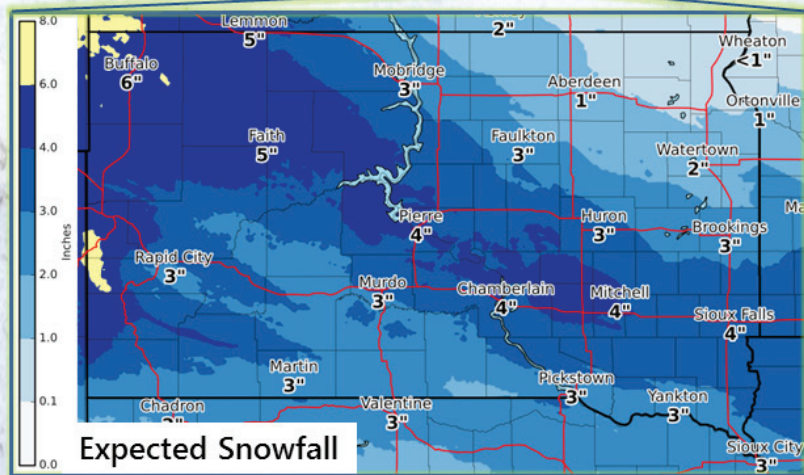 8.0
6.0
4.0
3.0
2.0
1.0
0.1
0.0
Inches
Lemmon
5"
2"
Wheaton
<1"
Buffalo
6"
Mobridge
3"
Aberdeen
1"
Ortonville
1"
Faith
5"
Faulkton
3"
Watertown
2"
Pierre
4"
Huron
3"
Brookings
3"
Rapid City
3"
Murdo
3"
Chamberlain
4"
Mitchell
4"
Sioux Falls
4"
Martin
3"
Pickstown
3"
Yankton
3"
Chadron
Valentine
3"
Sioux City
3"
Expected Snowfall